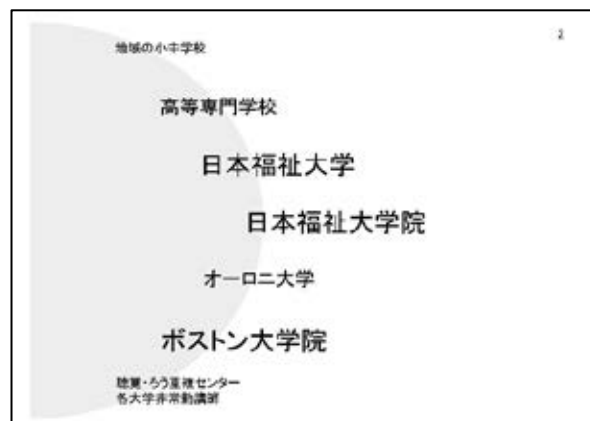 2
地域の小中学校
高等専門学校
日本福祉大学
日本福祉大学院
オーロニ大学
ボストン大学院
聴覚・ろう重複センター
各大学非常勤講師